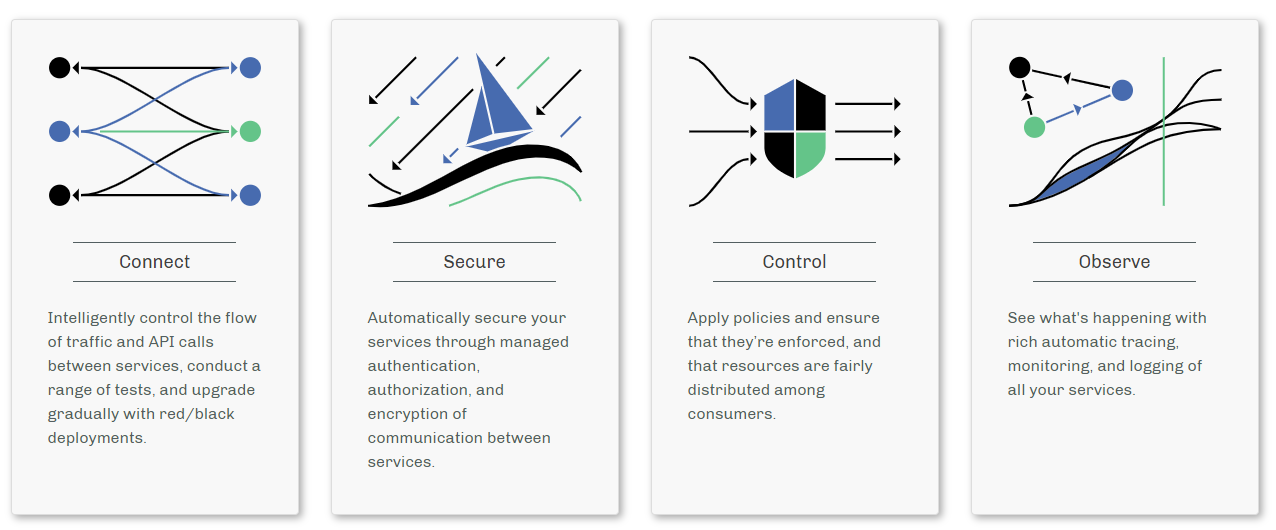 Connect
Intelligently control the flow
of traffic and API calls
between services, conduct a
range of tests, and upgrade
gradually with red/black
deployments.
Secure
Automatically secure your
services through managed
authentication,
authorization, and
encryption of
communication between
services.
Control
Apply policies and ensure
that they’re enforced, and
that resources are fairly
distributed among
consumers.
Observe
See what's happening with
rich automatic tracing,
monitoring, and logging of
all your services.